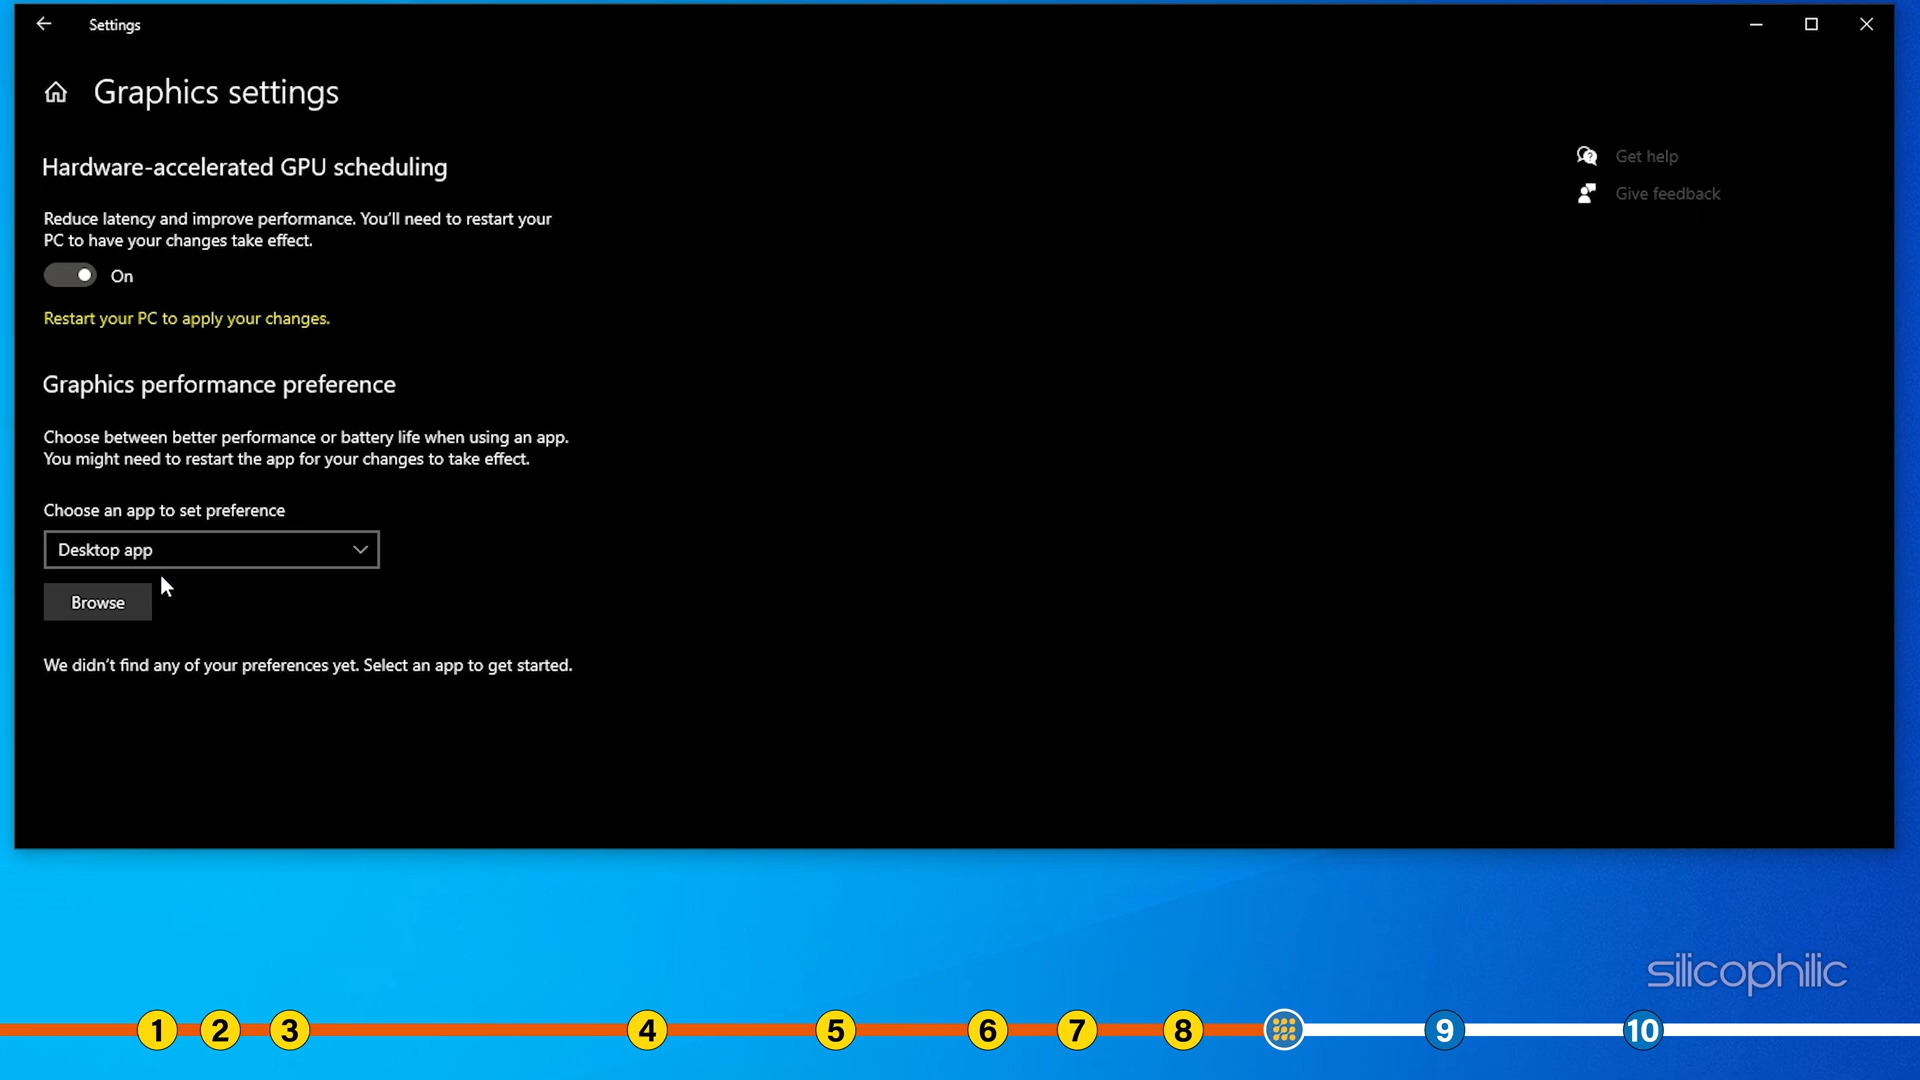 Settings
Graphics settings
Hardware-accelerated GPU scheduling
Reduce latency and improve performance. You'll need to restart your
PC to have your changes take effect.
On
Restart your PC to apply your changes.
Graphics performance preference
Choose between better performance or battery life when using an app.
You might need to restart the app for your changes to take effect.
Choose an app to set preference
Desktop app
Browse
We didn't find any of your preferences yet. Select an app to get started.
Get help
Give feedback
silicophilic
1 2 3 4 5 6 7 8 9 10